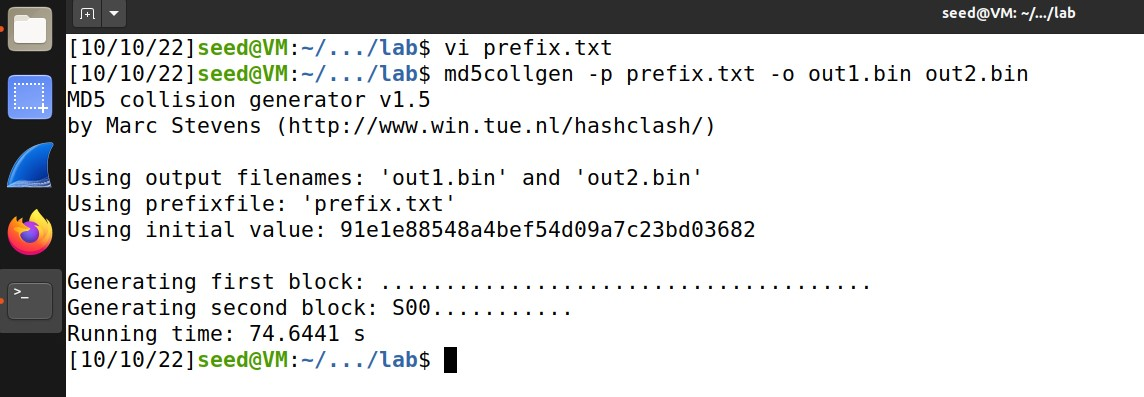 seed@VM: ~/.../lab
[10/10/22]seed@VM:~/.../lab$ vi prefix.txt
[10/10/22]seed@VM:~/.../lab$ md5collgen -p prefix.txt -o out1.bin out2.bin
MD5 collision generator v1.5
by Marc Stevens (http://www.win.tue.nl/hashclash/)
Using output filenames: 'out1.bin' and 'out2.bin'
Using prefixfile: 'prefix.txt'
Using initial value: 91e1e88548a4bef54d09a7c23bd03682
Generating first block: ......................................
Generating second block: S00...........
Running time: 74.6441 s
[10/10/22]seed@VM:~/.../lab$